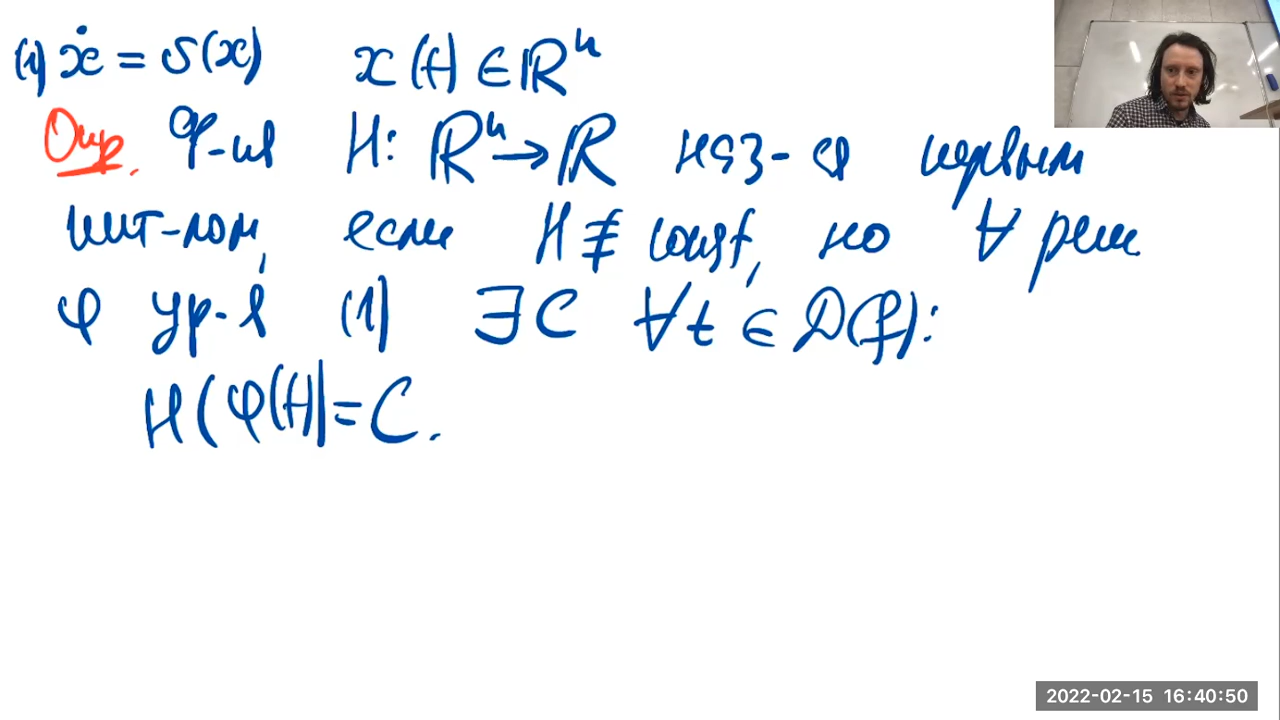 (1) ẋ = v(x) x(t) ∈ ℝⁿ
Опр. Ф-ия H: ℝⁿ → ℝ наз-ся первым
инт-лом, если H ≢ const, но ∀ реш
φ ур-я (1) ∃ C ∀t ∈ D(φ):
H(φ(t)) = C.
2022-02-15 16:40:50